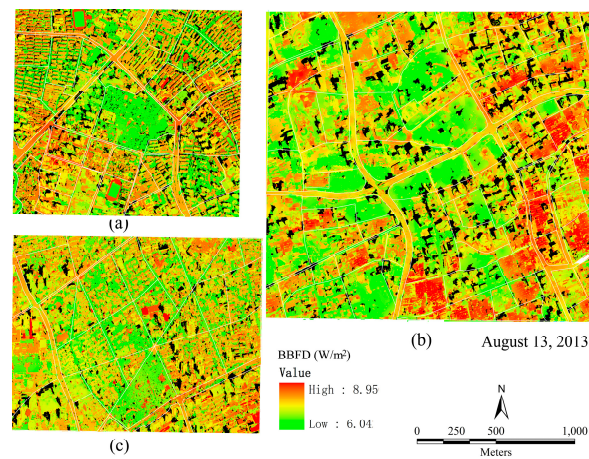 (a)
(b)
August 13, 2013
(c)
BBFD (W/m²)
Value
High : 8.95
Low : 6.04
N
0 250 500 1,000
Meters